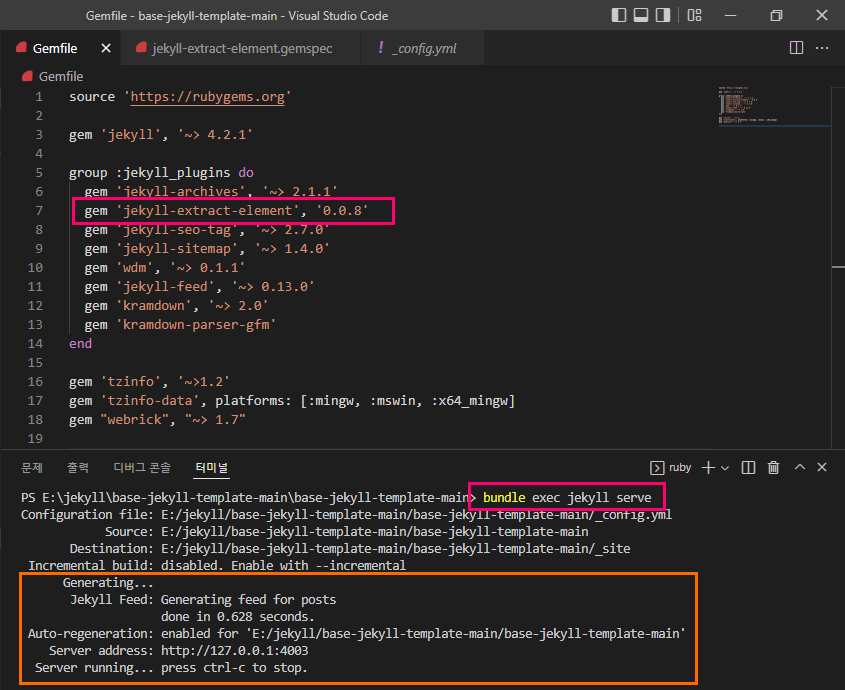 Gemfile - base-jekyll-template-main - Visual Studio Code
Gemfile jekyll-extract-element.gemspec ! _config.yml
Gemfile
1 source 'https://rubygems.org'
2
3 gem 'jekyll', '~> 4.2.1'
4
5 group :jekyll_plugins do
6 gem 'jekyll-archives', '~> 2.1.1'
7 gem 'jekyll-extract-element', '0.0.8'
8 gem 'jekyll-seo-tag', '~> 2.7.0'
9 gem 'jekyll-sitemap', '~> 1.4.0'
10 gem 'wdm', '~> 0.1.1'
11 gem 'jekyll-feed', '~> 0.13.0'
12 gem 'kramdown', '~> 2.0'
13 gem 'kramdown-parser-gfm'
14 end
15
16 gem 'tzinfo', '~>1.2'
17 gem 'tzinfo-data', platforms: [:mingw, :mswin, :x64_mingw]
18 gem "webrick", "~> 1.7"
19
문제 출력 디버그 콘솔 터미널 ruby
PS E:\jekyll\base-jekyll-template-main\base-jekyll-template-main> bundle exec jekyll serve
Configuration file: E:/jekyll/base-jekyll-template-main/base-jekyll-template-main/_config.yml
Source: E:/jekyll/base-jekyll-template-main/base-jekyll-template-main
Destination: E:/jekyll/base-jekyll-template-main/base-jekyll-template-main/_site
Incremental build: disabled. Enable with --incremental
Generating...
Jekyll Feed: Generating feed for posts
done in 0.628 seconds.
Auto-regeneration: enabled for 'E:/jekyll/base-jekyll-template-main/base-jekyll-template-main'
Server address: http://127.0.0.1:4003
Server running... press ctrl-c to stop.